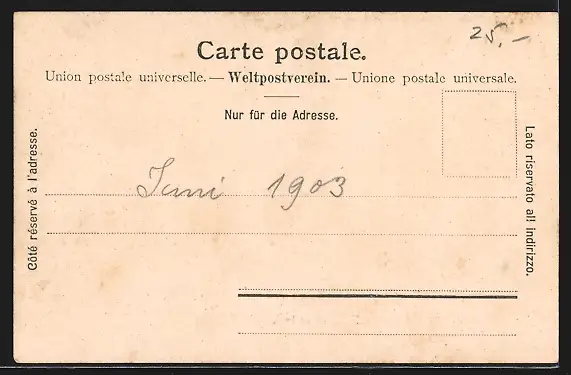 25.-
Carte postale.
Union postale universelle. — Weltpostverein. — Unione postale universale.
Nur für die Adresse.
Côté réservé à l'adresse.
Lato riservato all' indirizzo.
Juni 1903